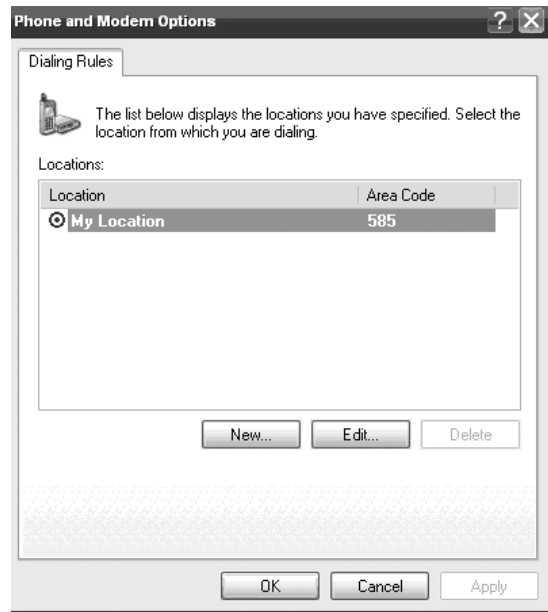 Phone and Modem Options ? X
Dialing Rules
The list below displays the locations you have specified. Select the
location from which you are dialing.
Locations:
Location Area Code
My Location 585
New... Edit... Delete
OK Cancel Apply